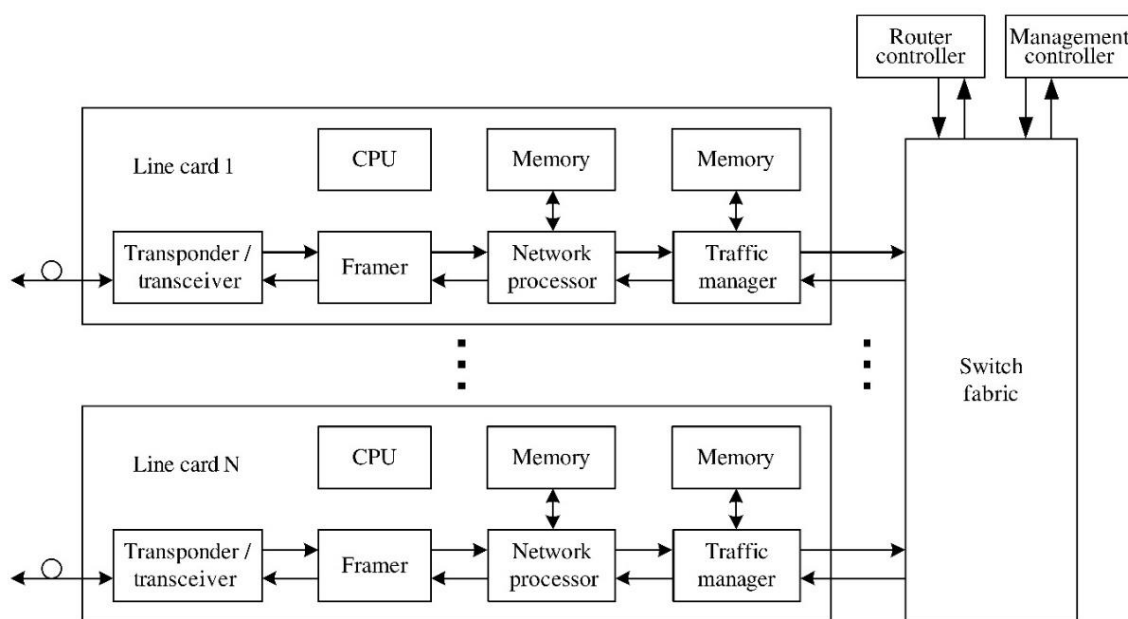 Router
controller
Management
controller
Line card 1
CPU
Memory
Memory
Transponder /
transceiver
Framer
Network
processor
Traffic
manager
Switch
fabric
Line card N
CPU
Memory
Memory
Transponder /
transceiver
Framer
Network
processor
Traffic
manager